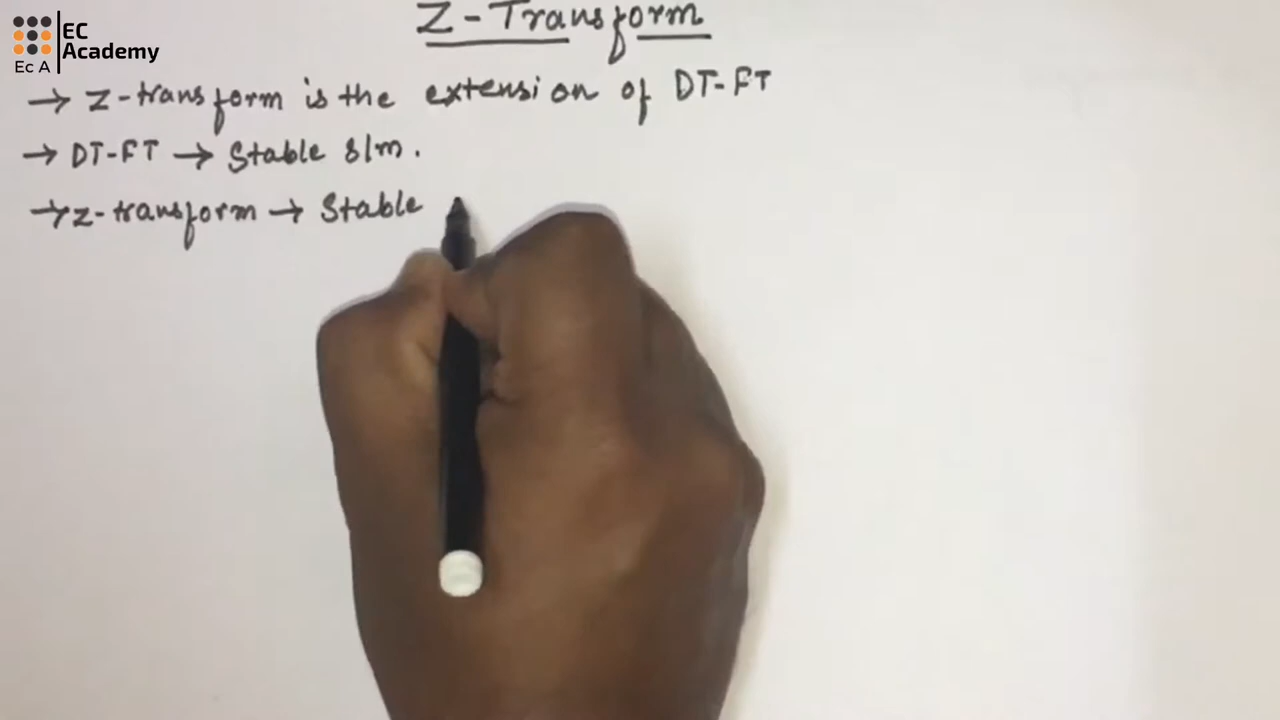 EC
Academy
Ec A
Z-Transform
→ Z-transform is the extension of DT-FT
→ DT-FT → Stable s/m.
→ z-transform → Stable